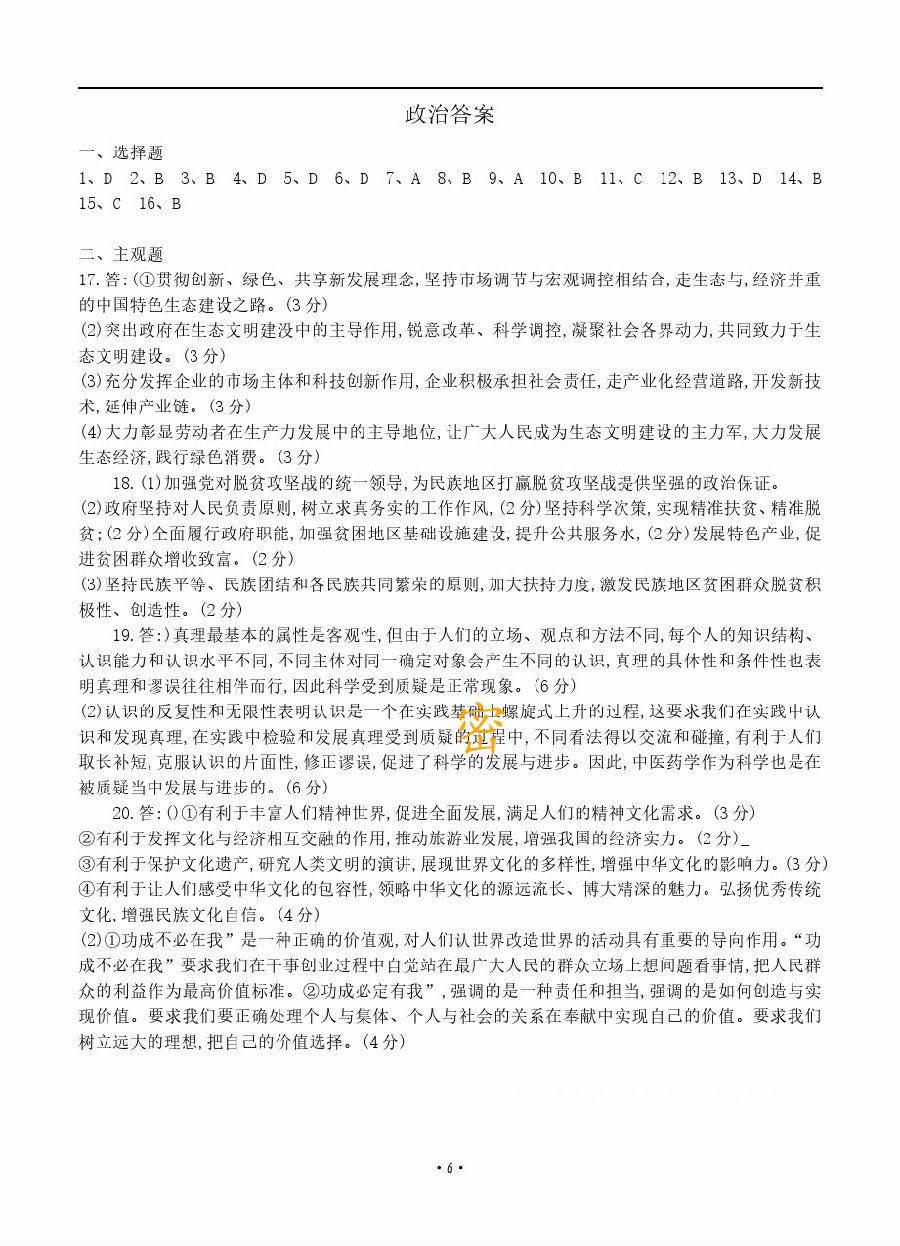 政治答案
一、选择题
1、D 2、B 3、B 4、D 5、D 6、D 7、A 8、B 9、A 10、B 11、C 12、B 13、D 14、B
15、C 16、B
二、主观题
17.答:(①贯彻创新、绿色、共享新发展理念,坚持市场调节与宏观调控相结合,走生态与,经济并重
的中国特色生态建设之路。(3分)
(2)突出政府在生态文明建没中的主导作用,锐意改革、科学调控,凝聚社会各界动力,共同致力于生
态文明建设。(3分)
(3)充分发挥企业的市场主体和科技创新作用,企业积极承担社会责任,走产业化经营道路,开发新技
术,延伸产业链。(3分)
(4)大力彰显劳动者在生产力发展中的主导地位,让广大人民成为生态文明建设的主力军,大力发展
生态经济,践行绿色消费。(3分)
18.(1)加强党对脱贫攻坚战的统一领导,为民族地区打赢脱贫攻坚战提供坚强的政治保证。
(2)政府坚持对人民负责原则,树立求真务实的工作作风,(2分)坚持科学次策,实现精准扶贫、精准脱
贫;(2分)全面履行政府职能,加强贫困地区基础设施建设,提升公共服务水,(2分)发展特色产业,促
进贫困群众增收致富。(2分)
(3)坚持民族平等、民族团结和各民族共同繁荣的原则,加大扶持力度,激发民族地区贫困群众脱贫积
极性、创造性。(2分)
19.答:)真理最基本的属性是客观性,但由于人们的立场、观点和方法不同,每个人的知识结构、
认识能力和认识水平不同,不同主休对同一确定对象会产生不同的认识,真理的具休性和条件性也表
明真理和谬误往往相伴而行,因此科学受到质疑是正常现象。(6分)
(2)认识的反复性和无限性表明认识是一个在实践基础上螺旋式上升的过程,这要求我们在实践中认
识和发现真理,在实践中检验和发展真理受到质疑的过程中,不同看法得以交流和碰撞,有利于人们
取长补短,克服认识的片面性,修正谬误,促进了科学的发展与进步。因此,中医药学作为科学也是在
被质疑当中发展与进步的。(6分)
20.答:()①有利于丰富人们精神世界,促进全面发展,满足人们的精神文化需求。(3分)
②有利于发挥文化与经济相互交融的作用,推动旅游业发展,增强我国的经济实力。(2分)_
③有利于保护文化遗产,研究人类文明的演讲,展现世界文化的多样性,增强中华文化的影响力。(3分)
④有利于让人们感受中华文化的包容性,领略中华文化的源远流长、博大精深的魅力。弘扬优秀传统
文化,增强民族文化自信。(4分)
(2)①功成不必在我”是一种正确的价值观,对人们认世界改造世界的活动具有重要的导向作用。“功
成不必在我”要求我们在干事创业过程中自觉站在最广大人民的群众立场上想间题看事情,把人民群
众的利益作为最高价值标准。②功成必定有我”,强调的是一种责任和担当,强调的是如何创造与实
现价值。要求我们要正确处理个人与集体、个人与社会的关系在奉献中实现自己的价值。要求我们
树立远大的理想,把自己的价值选择。(4分)
密
·6·